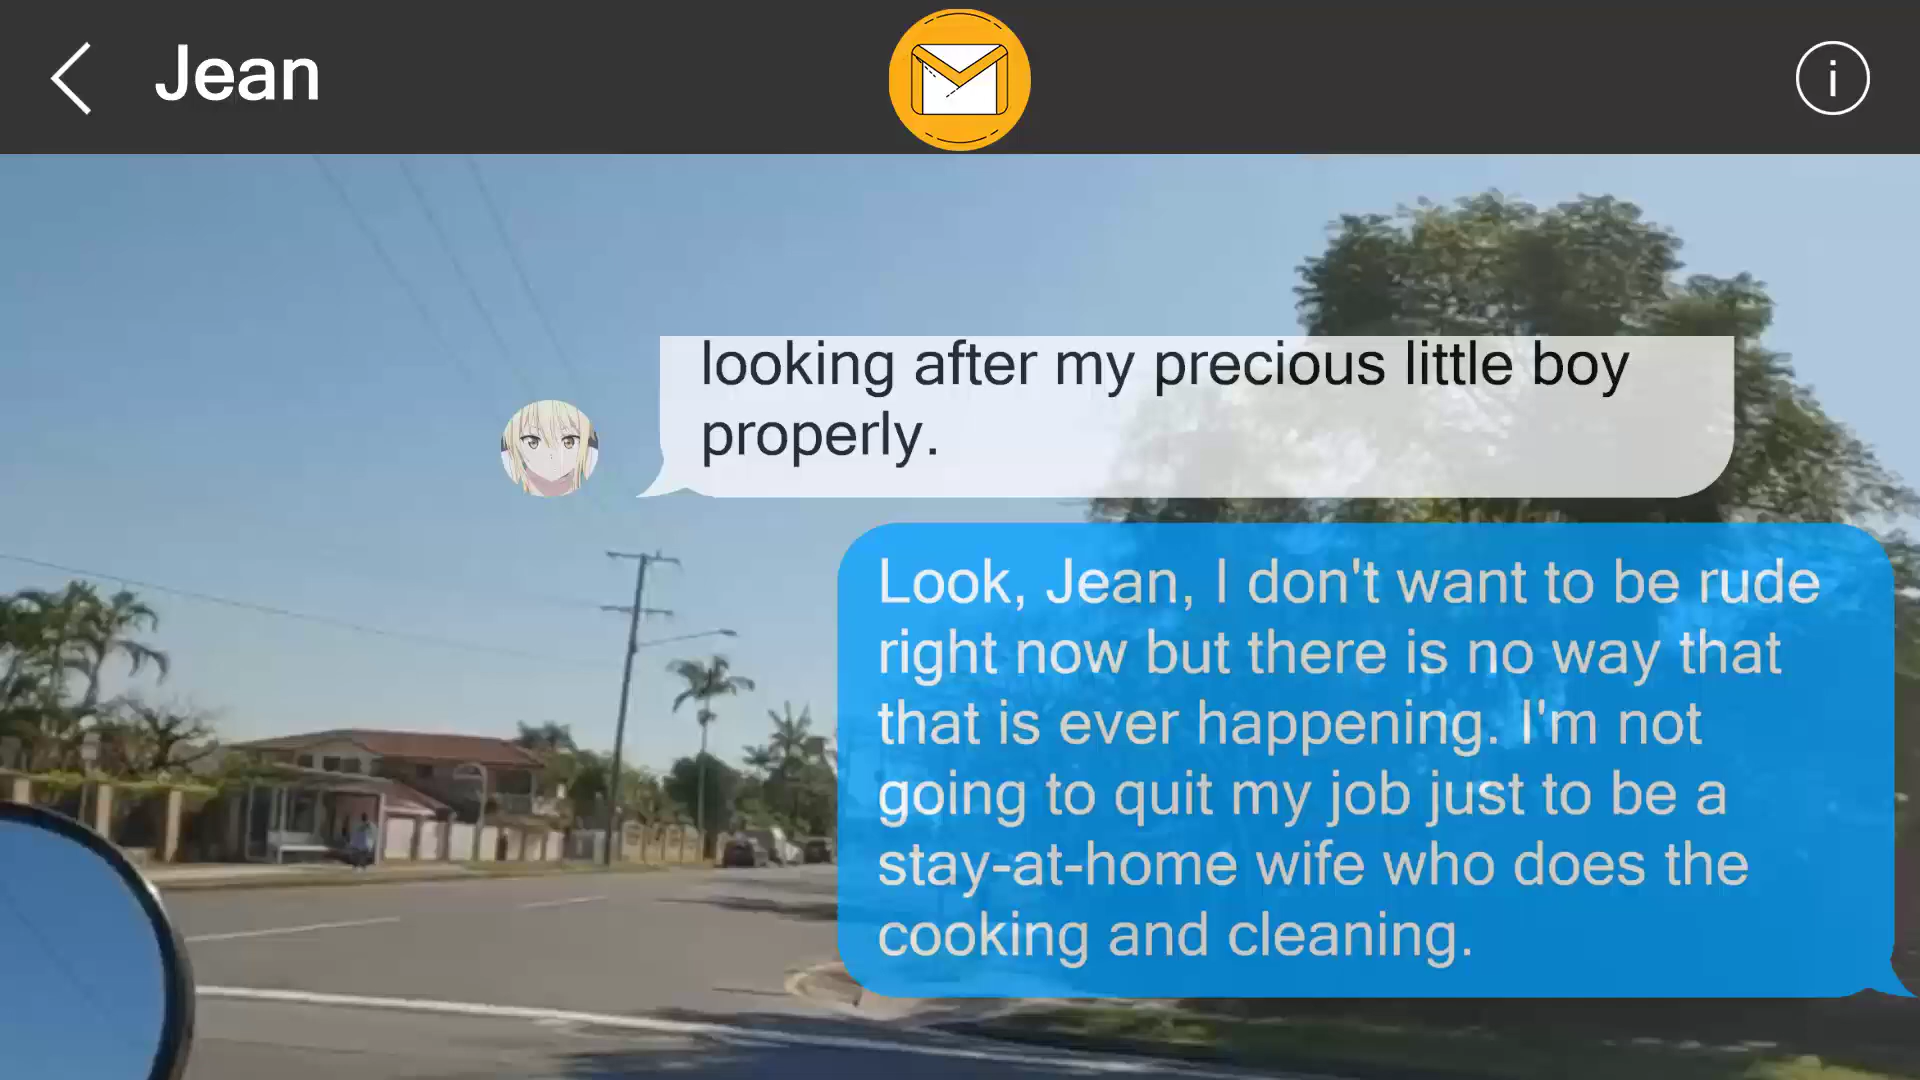 Jean
i
looking after my precious little boy
properly.
Look, Jean, I don't want to be rude
right now but there is no way that
that is ever happening. I'm not
going to quit my job just to be a
stay-at-home wife who does the
cooking and cleaning.